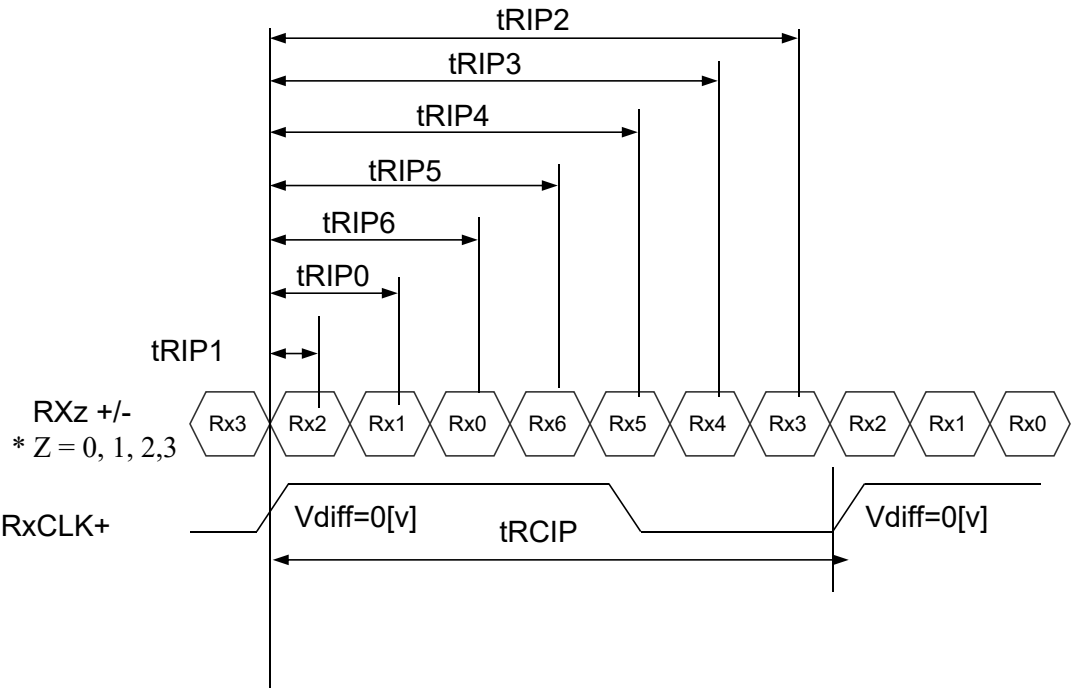 tRIP2
tRIP3
tRIP4
tRIP5
tRIP6
tRIP0
tRIP1
RXz +/-
* Z = 0, 1, 2,3
Rx3 Rx2 Rx1 Rx0 Rx6 Rx5 Rx4 Rx3 Rx2 Rx1 Rx0
RxCLK+
Vdiff=0[v] tRCIP Vdiff=0[v]